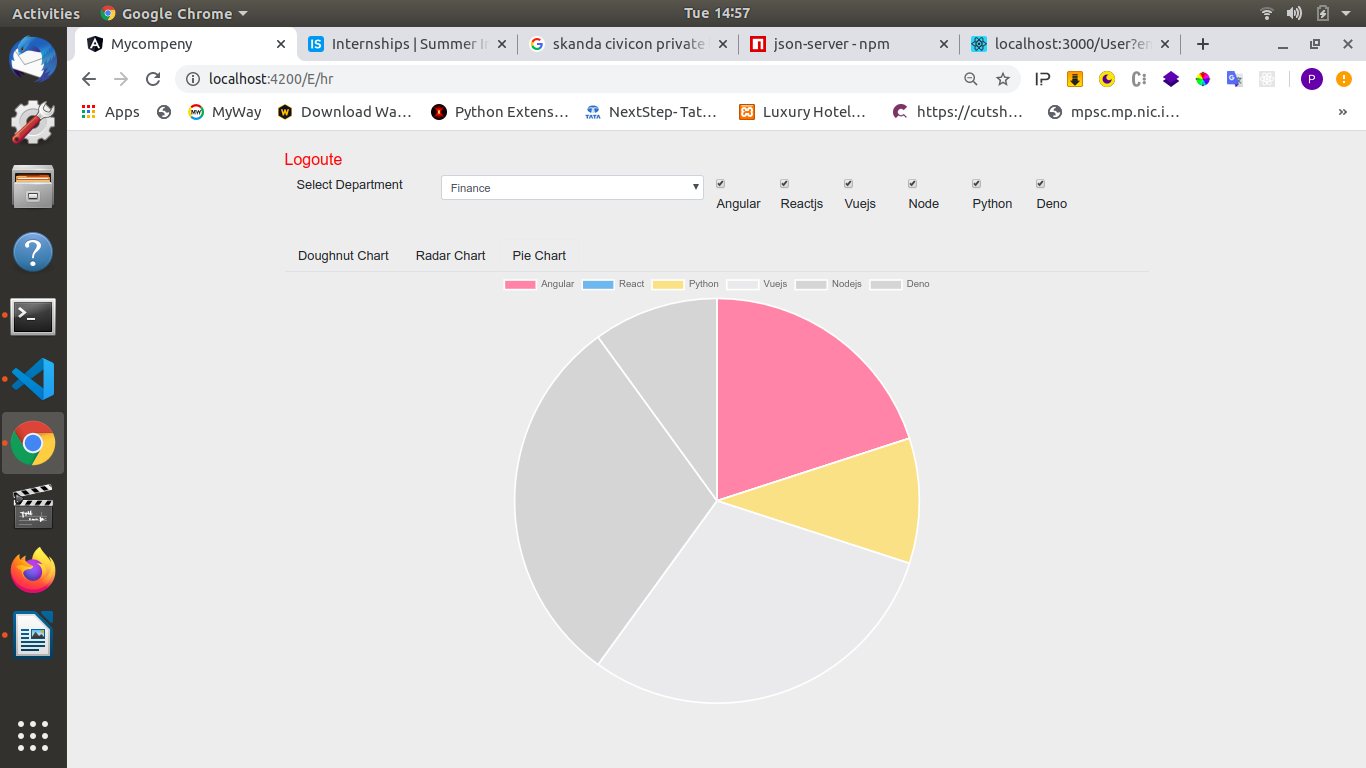 Activities Google Chrome Tue 14:57
Mycompeny Internships | Summer In skanda civicon private l json-server - npm localhost:3000/User?em
localhost:4200/E/hr
Apps MyWay Download Wa… Python Extens… NextStep- Tat… Luxury Hotel… https://cutsh… mpsc.mp.nic.i… »
Logoute
Select Department Finance
Angular Reactjs Vuejs Node Python Deno
Doughnut Chart Radar Chart Pie Chart
Angular React Python Vuejs Nodejs Deno